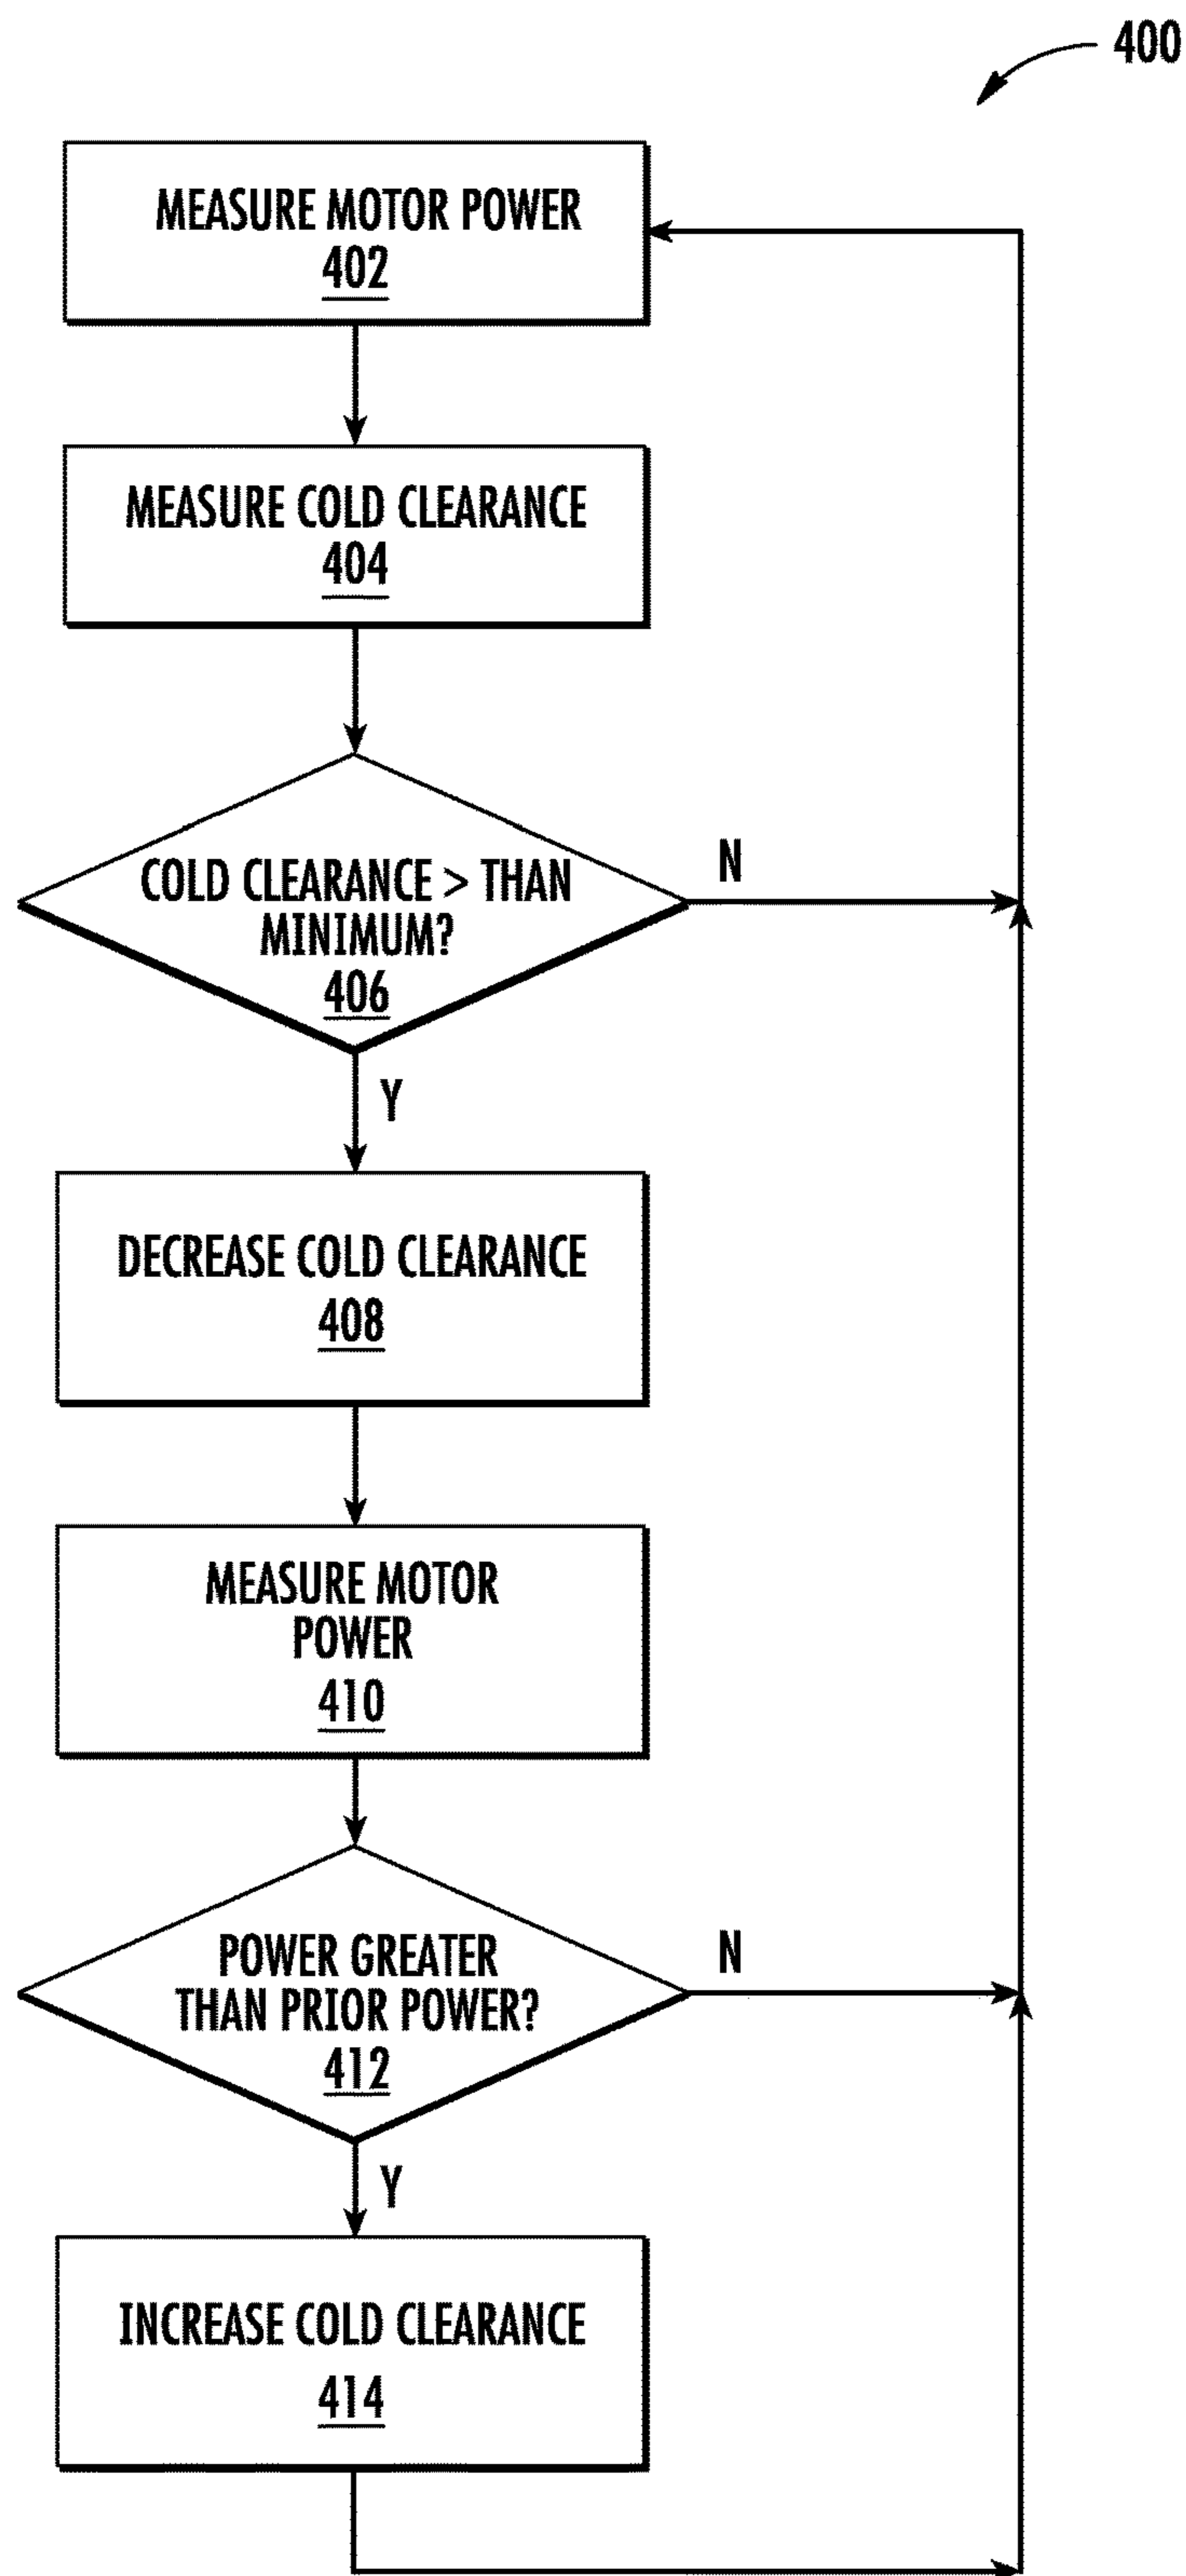 400
MEASURE MOTOR POWER
402
MEASURE COLD CLEARANCE
404
COLD CLEARANCE > THAN
MINIMUM?
406
N
Y
DECREASE COLD CLEARANCE
408
MEASURE MOTOR
POWER
410
POWER GREATER
THAN PRIOR POWER?
412
N
Y
INCREASE COLD CLEARANCE
414